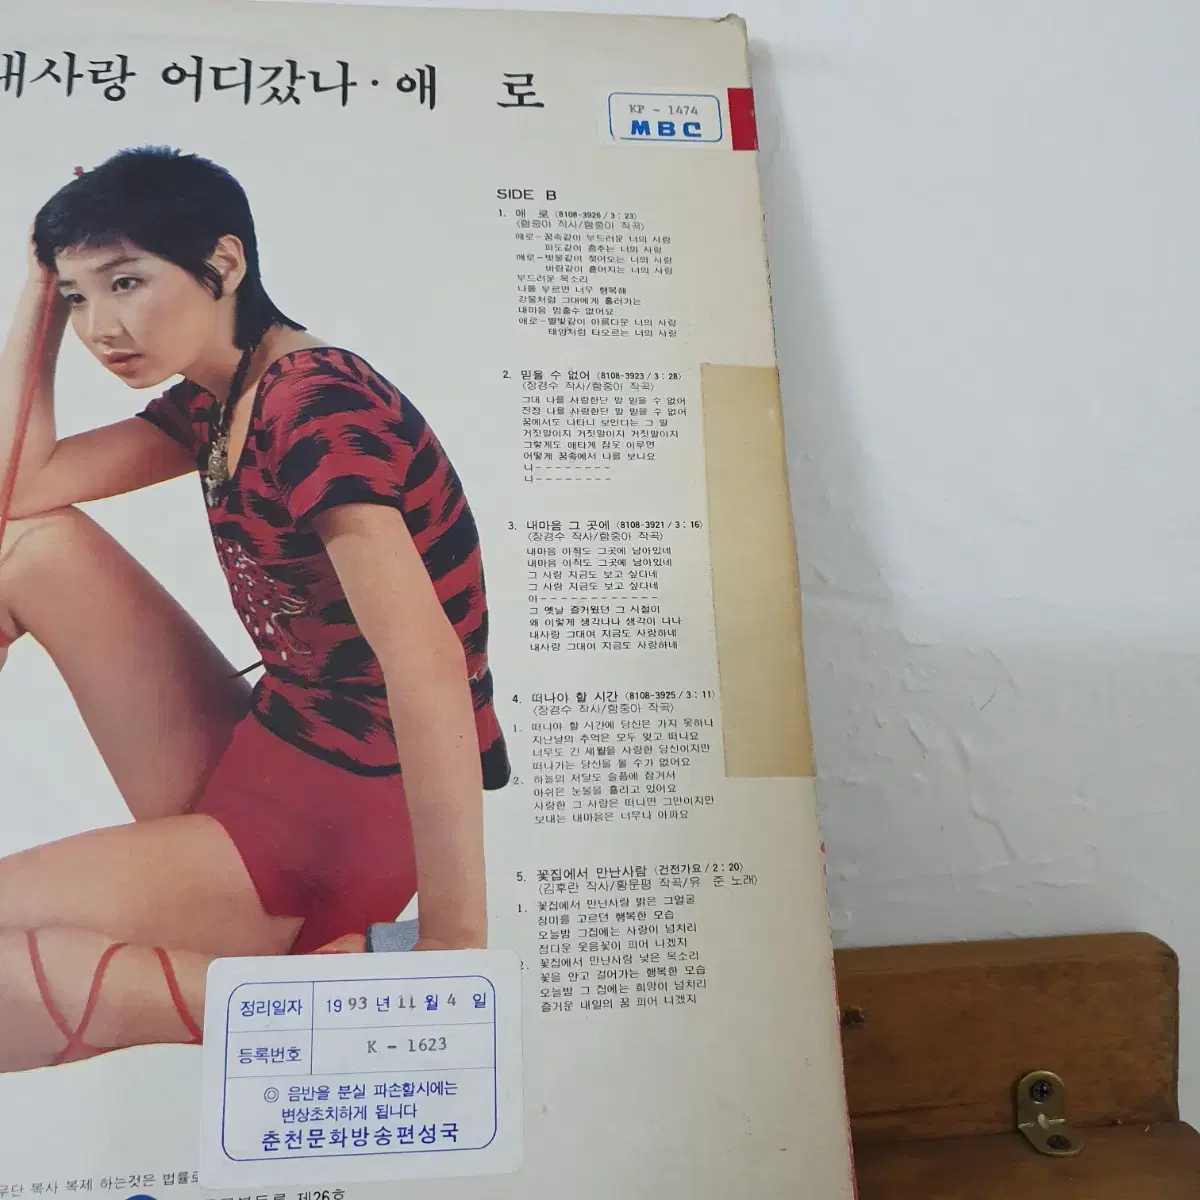 내사랑 어디갔나·애 로
KP - 1474
MBC
SIDE B
1. 애 로 (8108-3926/3:23)
(함중아 작사/함중아 작곡)
애로-꿈속같이 부드러운 너의 사랑
파도같이 춤추는 너의 사랑
애로-빗물같이 젖어오는 너의 사랑
바람같이 흩어지는 너의 사랑
부드러운 목소리
나를 부르면 너무 행복해
강물처럼 그대에게 흘러가는
내마음 멈출수 없어요
애로-별빛같이 아름다운 너의 사랑
태양처럼 타오르는 너의 사랑
2. 믿을 수 없어 (8108-3923/3:28)
(장경수 작사/함중아 작곡)
그대 나를 사랑한단 말 믿을 수 없어
진정 나를 사랑한단 말 믿을 수 없어
꿈에서도 나타나 보인다는 그 말
거짓말이지 거짓말이지 거짓말이지
그렇게도 애타게 잠못 이루면
어떻게 꿈속에서 나를 보나요
나--------
나--------
3. 내마음 그 곳에 (8108-3921/3:16)
(장경수 작사/함중아 작곡)
내마음 아직도 그곳에 남아있네
내마음 아직도 그곳에 남아있네
그 사람 지금도 보고 싶다네
그 사람 지금도 보고 싶다네
아------------
그 옛날 즐거웠던 그 시절이
왜 이렇게 생각나나 생각이 나나
내사랑 그대여 지금도 사랑하네
내사랑 그대여 지금도 사랑하네
4. 떠나야 할 시간 (8108-3925/3:11)
(장경수 작사/함중아 작곡)
1. 떠나야 할 시간에 당신은 가지 못하나
지난날의 추억은 모두 잊고 떠나요
너무도 긴 세월을 사랑한 당신이지만
떠나가는 당신을 볼 수가 없어요
2. 하늘의 저달도 슬픔에 잠겨서
아쉬은 눈물을 흘리고 있어요
사랑한 그 사랑은 떠나면 그만이지만
보내는 내마음은 너무나 아파요
5. 꽃집에서 만난사람 (건전가요/2:20)
(김후란 작사/황문평 작곡/유 준 노래)
1. 꽃집에서 만난사람 밝은 그얼굴
장미를 고르던 행복한 모습
오늘밤 그집에는 사랑이 넘치리
정다운 웃음꽃이 피어 나겠지
2. 꽃집에서 만난사람 낮은 목소리
꽃을 안고 걸어가는 행복한 모습
오늘밤 그 집에는 희망이 넘치리
즐거운 내일의 꿈 피어 나겠지
정리일자 1993년 11월 4일
등록번호 K - 1623
◎ 음반을 분실 파손할시에는
변상초치하게 됩니다
춘천문화방송편성국
무단 복사 복제 하는것은 법률로
제26호